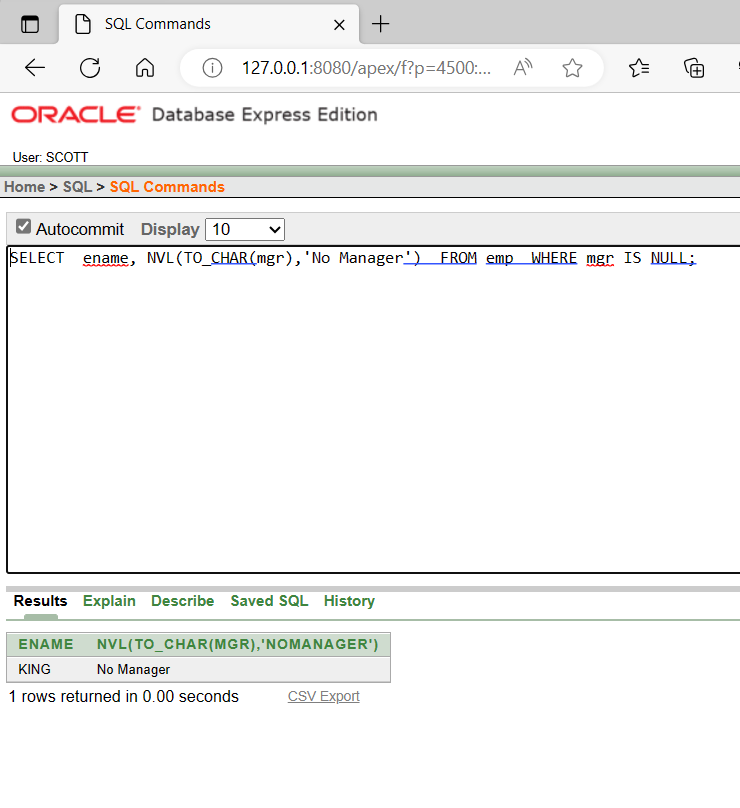 SQL Commands
127.0.0.1:8080/apex/f?p=4500:...
ORACLE Database Express Edition
User: SCOTT
Home > SQL > SQL Commands
Autocommit Display 10
SELECT  ename, NVL(TO_CHAR(mgr),'No Manager')  FROM emp  WHERE mgr IS NULL;
Results Explain Describe Saved SQL History
ENAME NVL(TO_CHAR(MGR),'NOMANAGER')
KING No Manager
1 rows returned in 0.00 seconds CSV Export